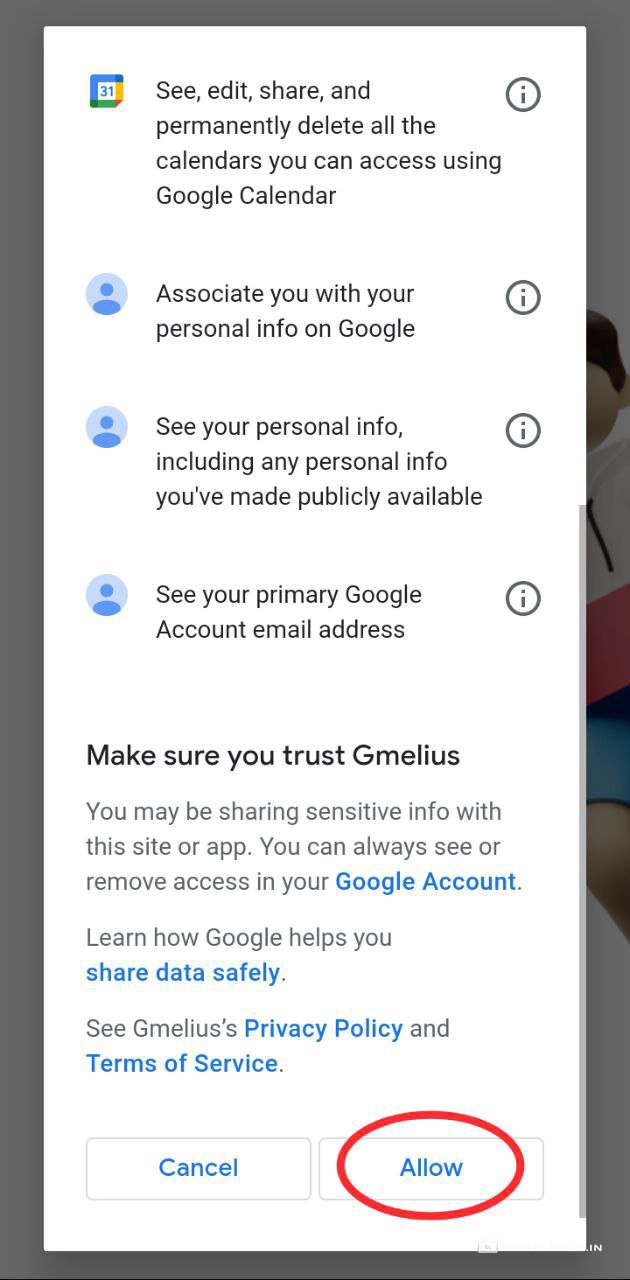 31
See, edit, share, and
permanently delete all the
calendars you can access using
Google Calendar
Associate you with your
personal info on Google
See your personal info,
including any personal info
you've made publicly available
See your primary Google
Account email address
Make sure you trust Gmelius
You may be sharing sensitive info with
this site or app. You can always see or
remove access in your Google Account.
Learn how Google helps you
share data safely.
See Gmelius’s Privacy Policy and
Terms of Service.
Cancel Allow
.IN